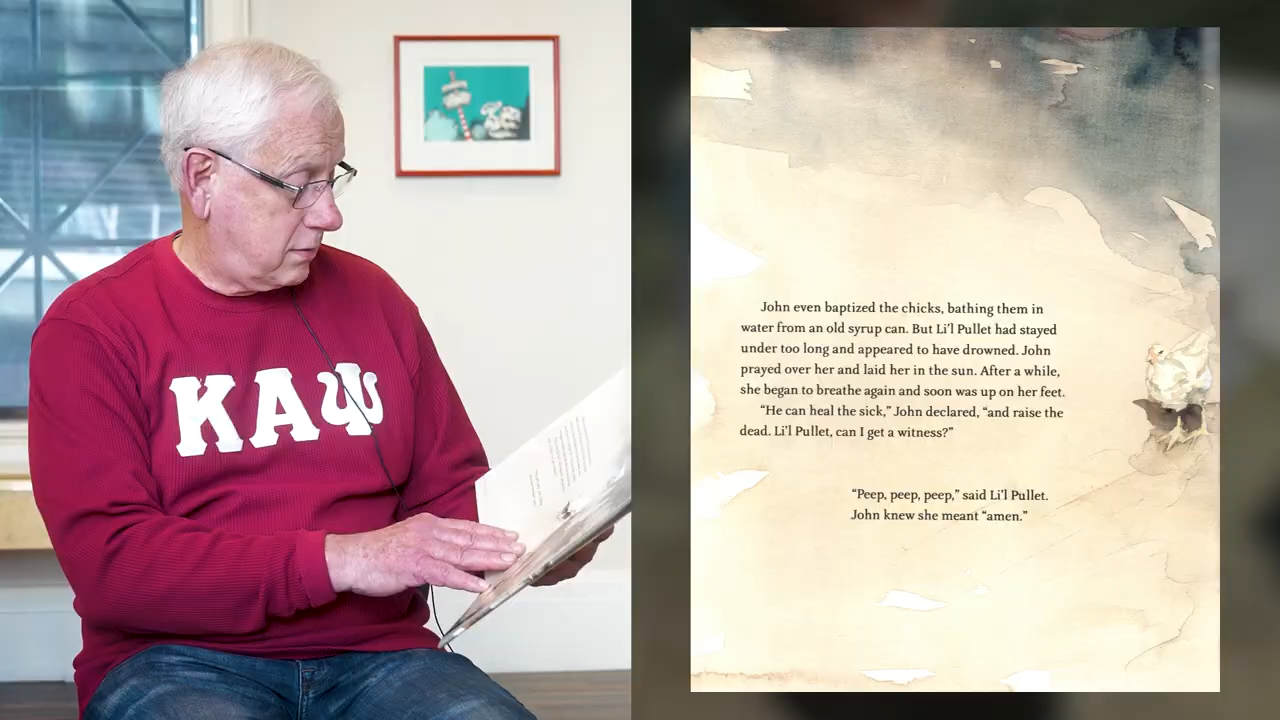 ΚΑΨ
John even baptized the chicks, bathing them in
water from an old syrup can. But Li’l Pullet had stayed
under too long and appeared to have drowned. John
prayed over her and laid her in the sun. After a while,
she began to breathe again and soon was up on her feet.
“He can heal the sick,” John declared, “and raise the
dead. Li’l Pullet, can I get a witness?”
“Peep, peep, peep,” said Li’l Pullet.
John knew she meant “amen.”